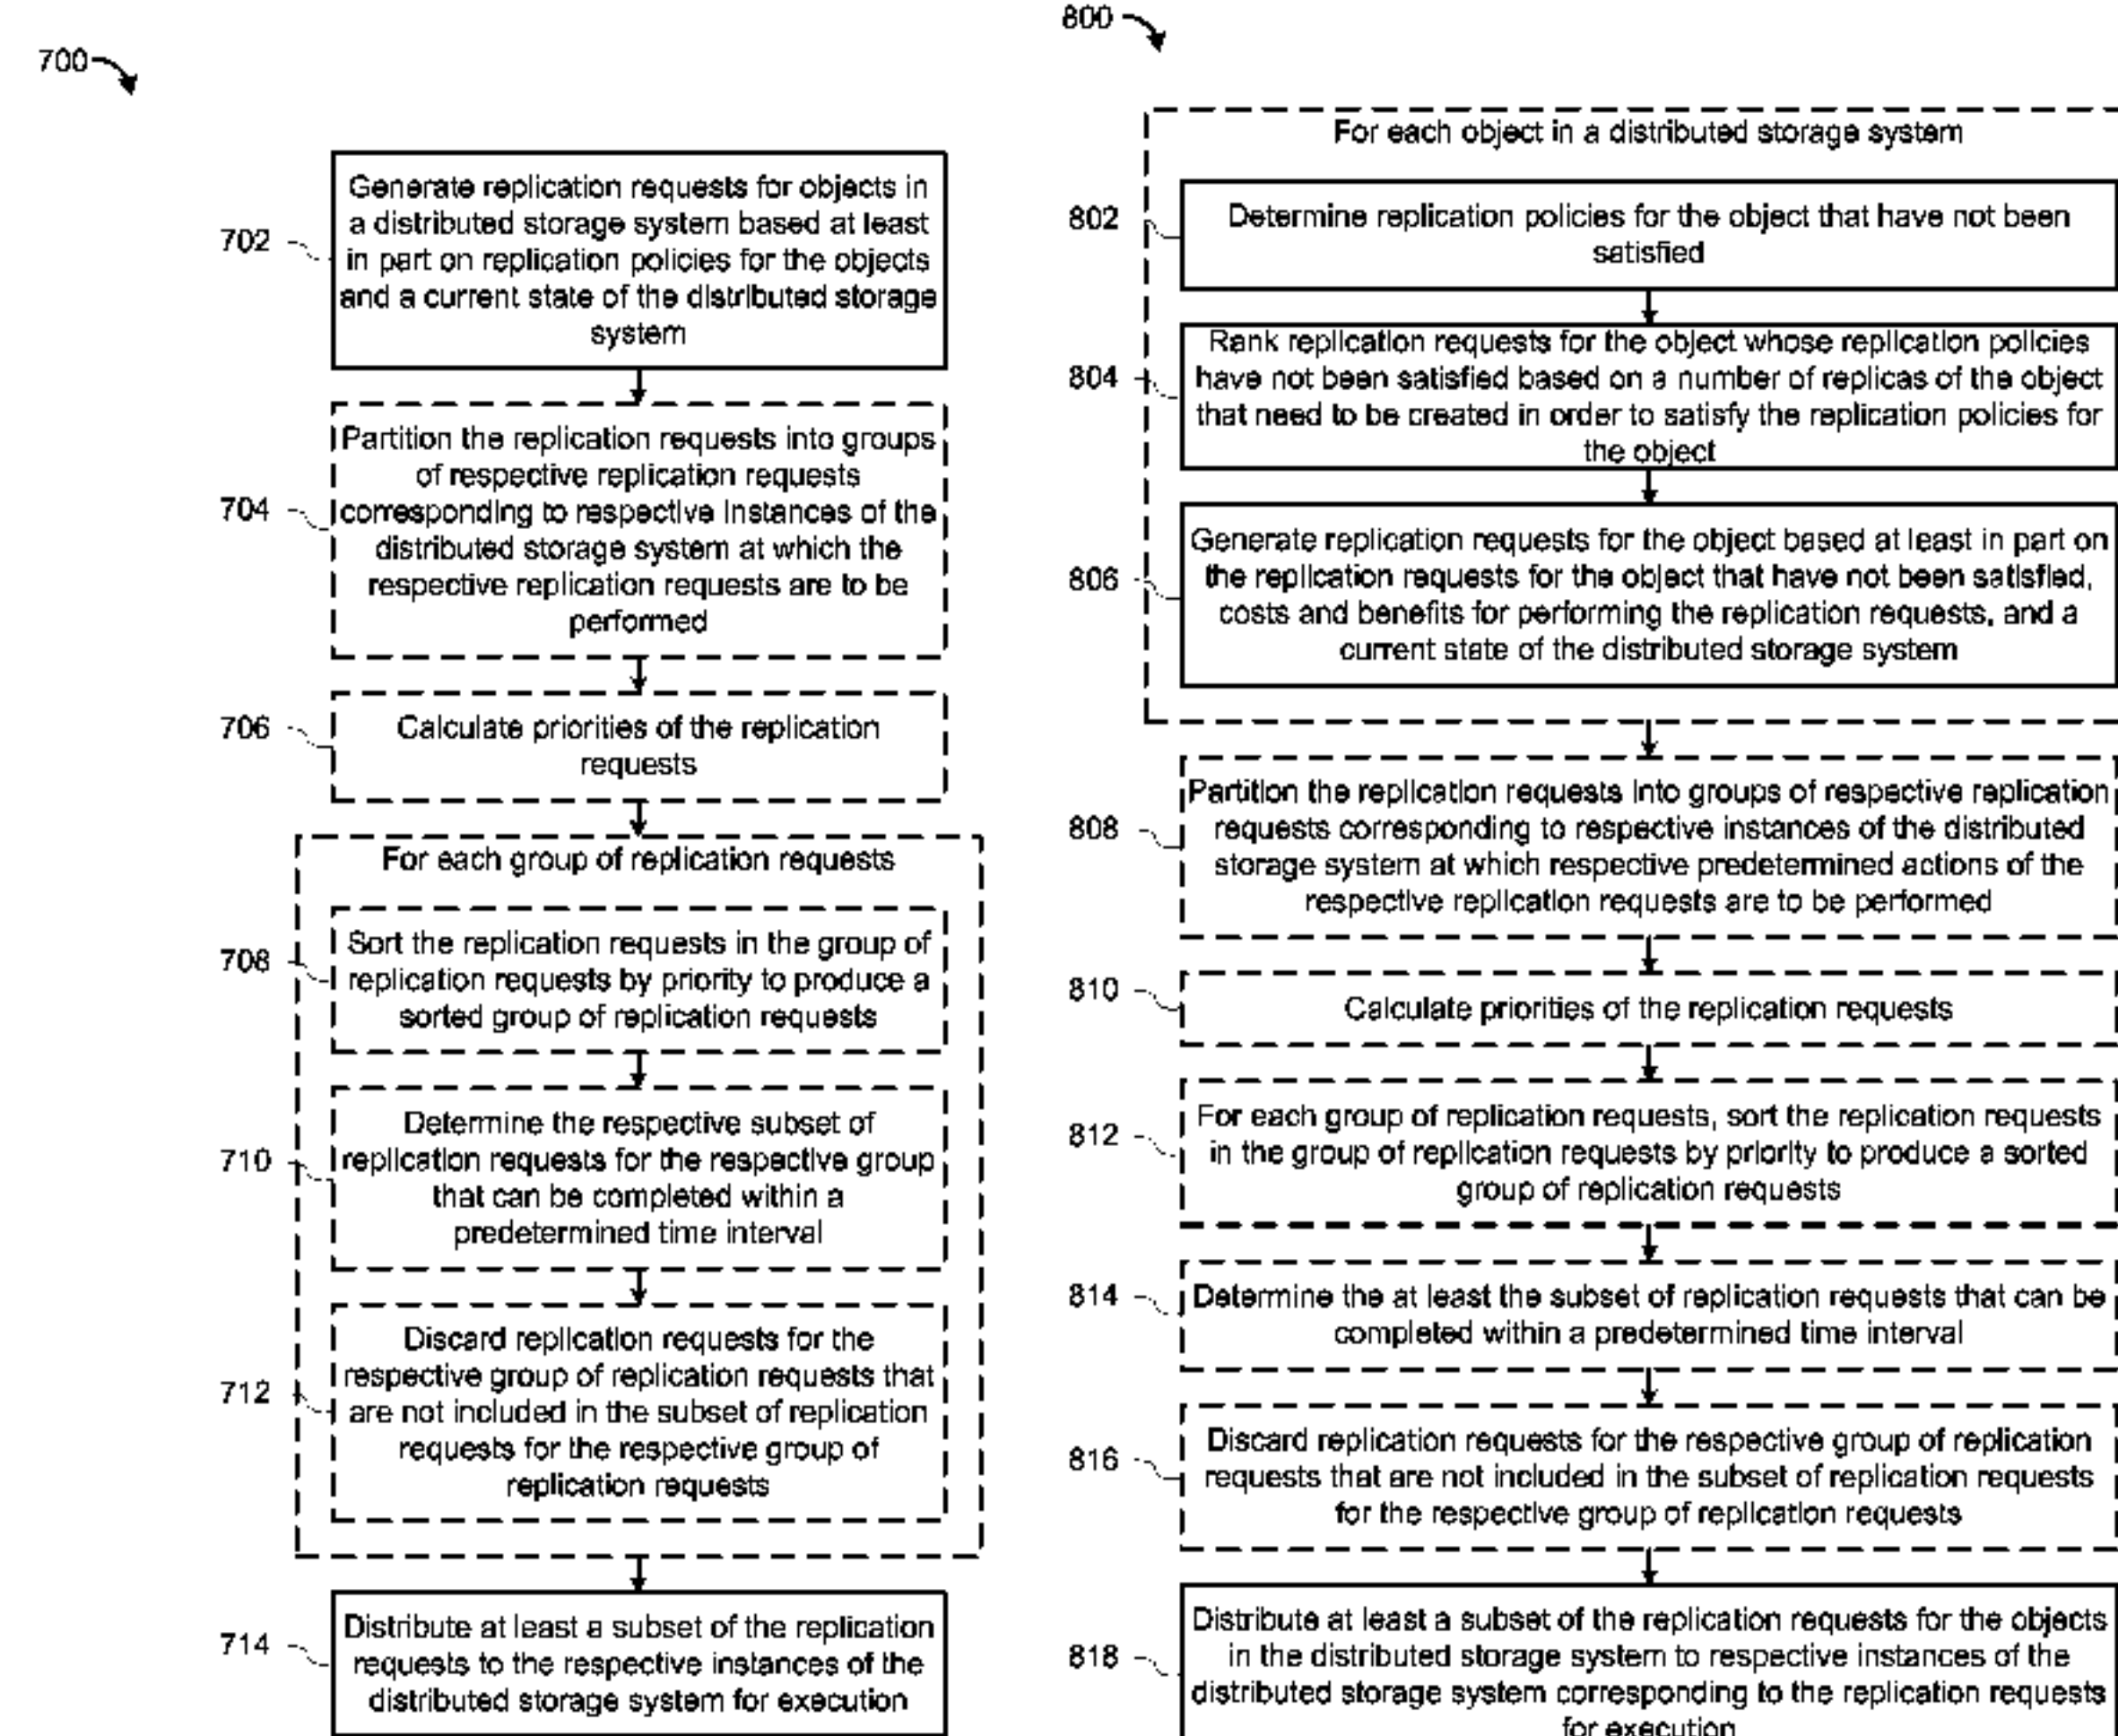 700
702
Generate replication requests for objects in
a distributed storage system based at least
in part on replication policies for the objects
and a current state of the distributed storage
system
704
Partition the replication requests into groups
of respective replication requests
corresponding to respective instances of the
distributed storage system at which the
respective replication requests are to be
performed
706
Calculate priorities of the replication
requests
For each group of replication requests
708
Sort the replication requests in the group of
replication requests by priority to produce a
sorted group of replication requests
710
Determine the respective subset of
replication requests for the respective group
that can be completed within a
predetermined time interval
712
Discard replication requests for the
respective group of replication requests that
are not included in the subset of replication
requests for the respective group of
replication requests
714
Distribute at least a subset of the replication
requests to the respective instances of the
distributed storage system for execution
800
For each object in a distributed storage system
802
Determine replication policies for the object that have not been
satisfied
804
Rank replication requests for the object whose replication policies
have not been satisfied based on a number of replicas of the object
that need to be created in order to satisfy the replication policies for
the object
806
Generate replication requests for the object based at least in part on
the replication requests for the object that have not been satisfied,
costs and benefits for performing the replication requests, and a
current state of the distributed storage system
808
Partition the replication requests into groups of respective replication
requests corresponding to respective instances of the distributed
storage system at which respective predetermined actions of the
respective replication requests are to be performed
810
Calculate priorities of the replication requests
812
For each group of replication requests, sort the replication requests
in the group of replication requests by priority to produce a sorted
group of replication requests
814
Determine the at least the subset of replication requests that can be
completed within a predetermined time interval
816
Discard replication requests for the respective group of replication
requests that are not included in the subset of replication requests
for the respective group of replication requests
818
Distribute at least a subset of the replication requests for the objects
in the distributed storage system to respective instances of the
distributed storage system corresponding to the replication requests
for execution